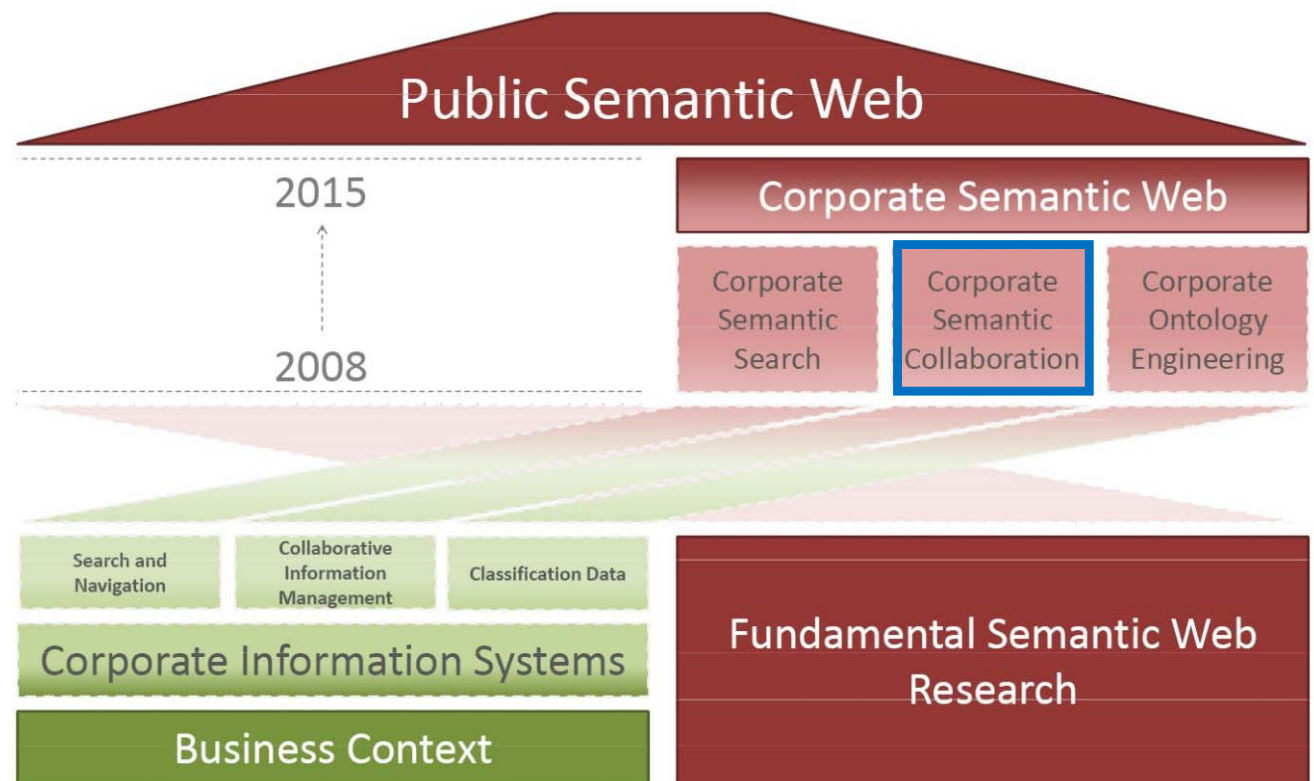 Public Semantic Web
2015
2008
Corporate Semantic Web
Corporate
Semantic
Search
Corporate
Semantic
Collaboration
Corporate
Ontology
Engineering
Search and
Navigation
Collaborative
Information
Management
Classification Data
Corporate Information Systems
Business Context
Fundamental Semantic Web
Research